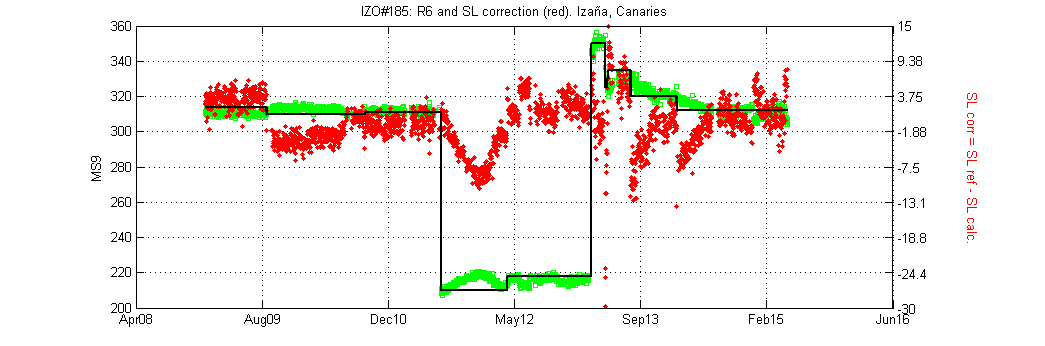 IZO#185: R6 and SL correction (red). Izaña, Canaries
MS9
360
340
320
300
280
260
240
220
200
15
9.38
3.75
-1.88
-7.5
-13.1
-18.8
-24.4
-30
SL corr = SL ref - SL calc.
Apr08
Aug09
Dec10
May12
Sep13
Feb15
Jun16